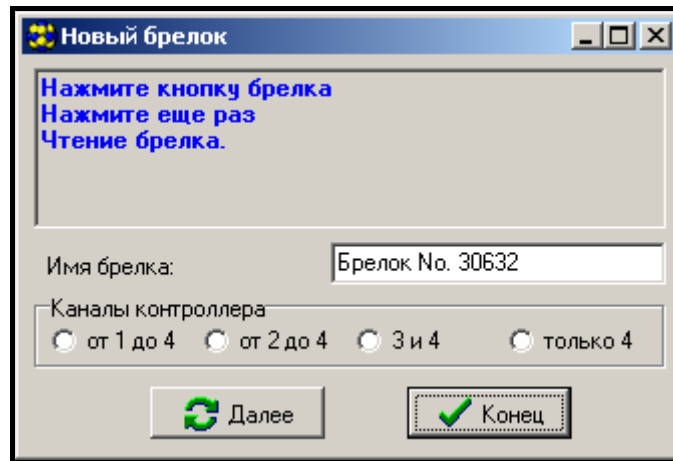 Новый брелок
Нажмите кнопку брелка
Нажмите еще раз
Чтение брелка.
Имя брелка: Брелок No. 30632
Каналы контроллера
от 1 до 4 от 2 до 4 3 и 4 только 4
Далее Конец